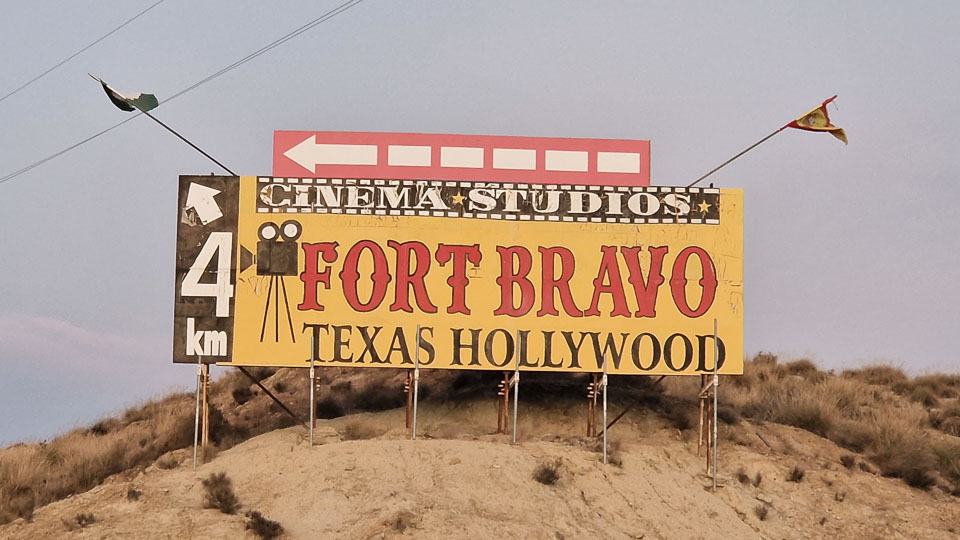 CINEMA STUDIOS
4
km
FORT BRAVO
TEXAS HOLLYWOOD